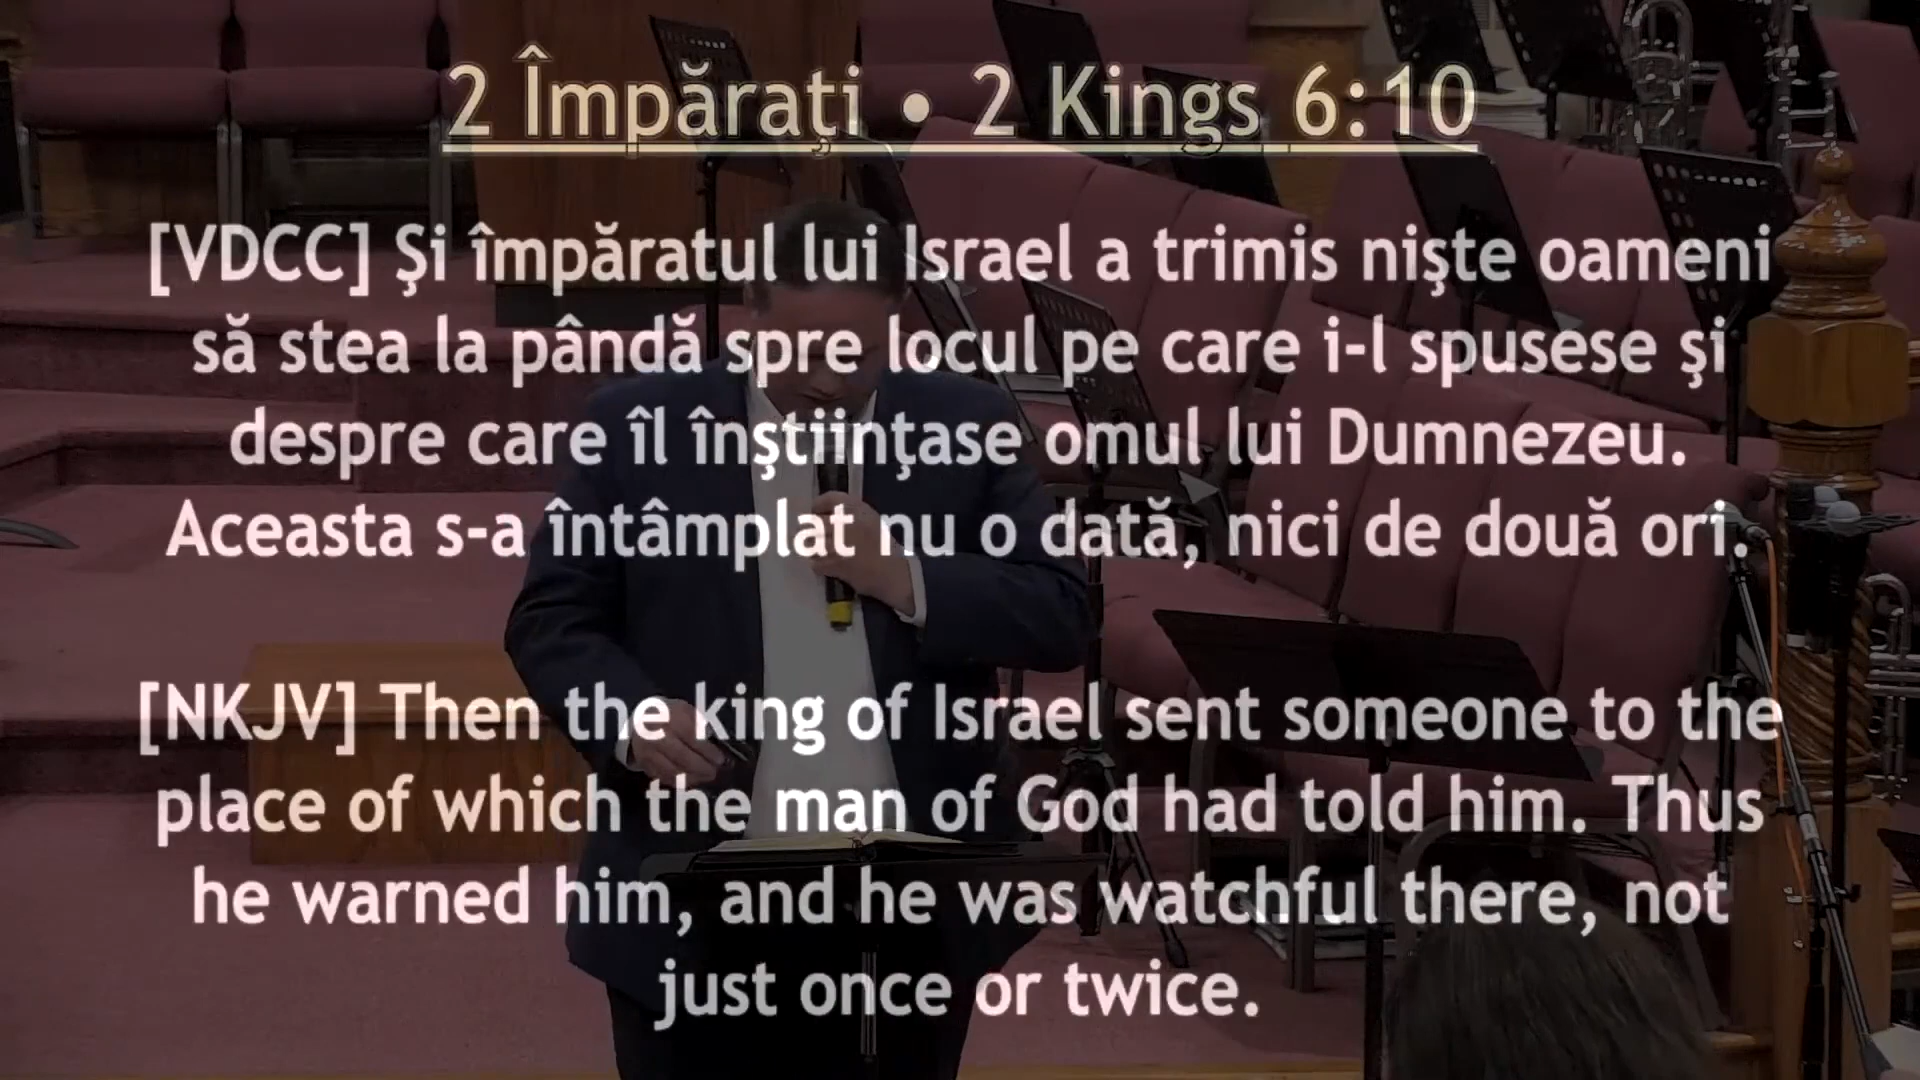 2 Împăraţi • 2 Kings 6:10
[VDCC] Şi împăratul lui Israel a trimis nişte oameni
să stea la pândă spre locul pe care i-l spusese şi
despre care îl înştiinţase omul lui Dumnezeu.
Aceasta s-a întâmplat nu o dată, nici de două ori.
[NKJV] Then the king of Israel sent someone to the
place of which the man of God had told him. Thus
he warned him, and he was watchful there, not
just once or twice.